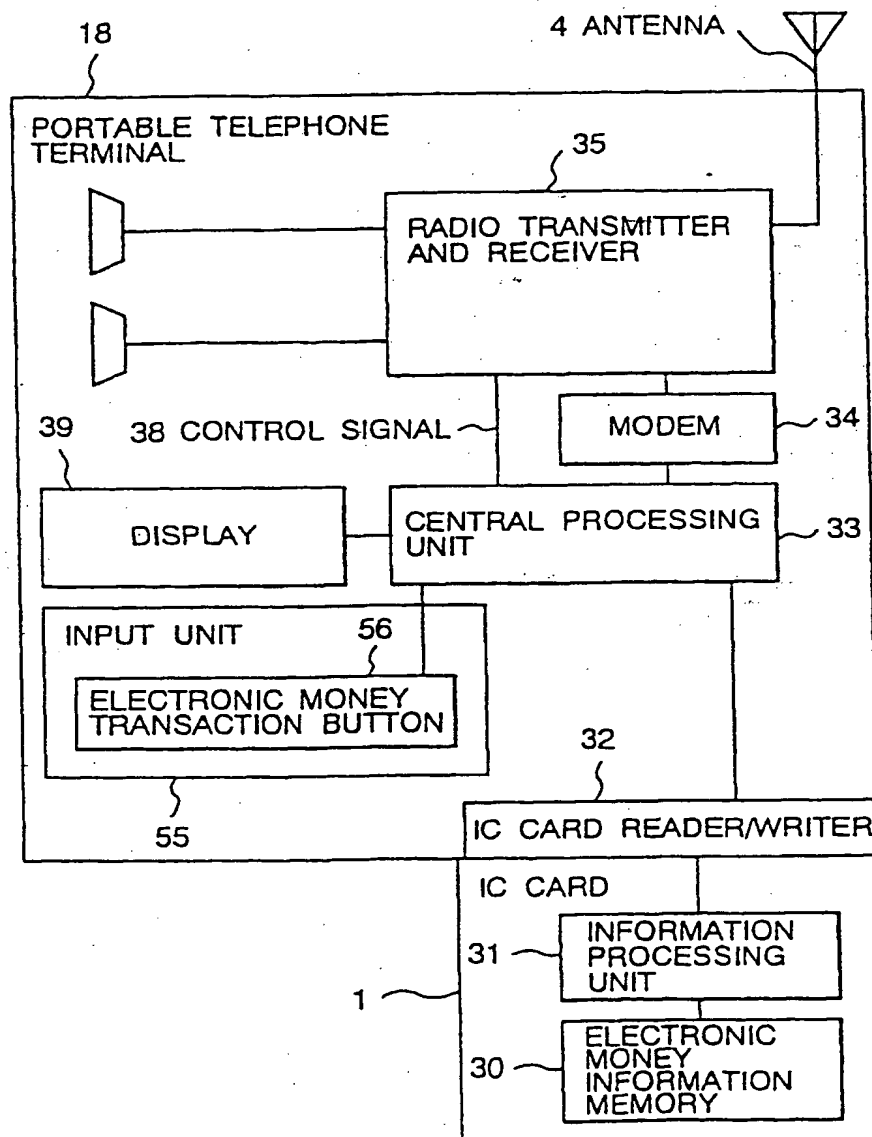 18
4 ANTENNA
PORTABLE TELEPHONE
TERMINAL
35
RADIO TRANSMITTER
AND RECEIVER
39
38 CONTROL SIGNAL
MODEM
34
DISPLAY
CENTRAL PROCESSING
UNIT
33
INPUT UNIT
56
ELECTRONIC MONEY
TRANSACTION BUTTON
32
55
IC CARD READER/WRITER
IC CARD
31
INFORMATION
PROCESSING
UNIT
1
30
ELECTRONIC
MONEY
INFORMATION
MEMORY